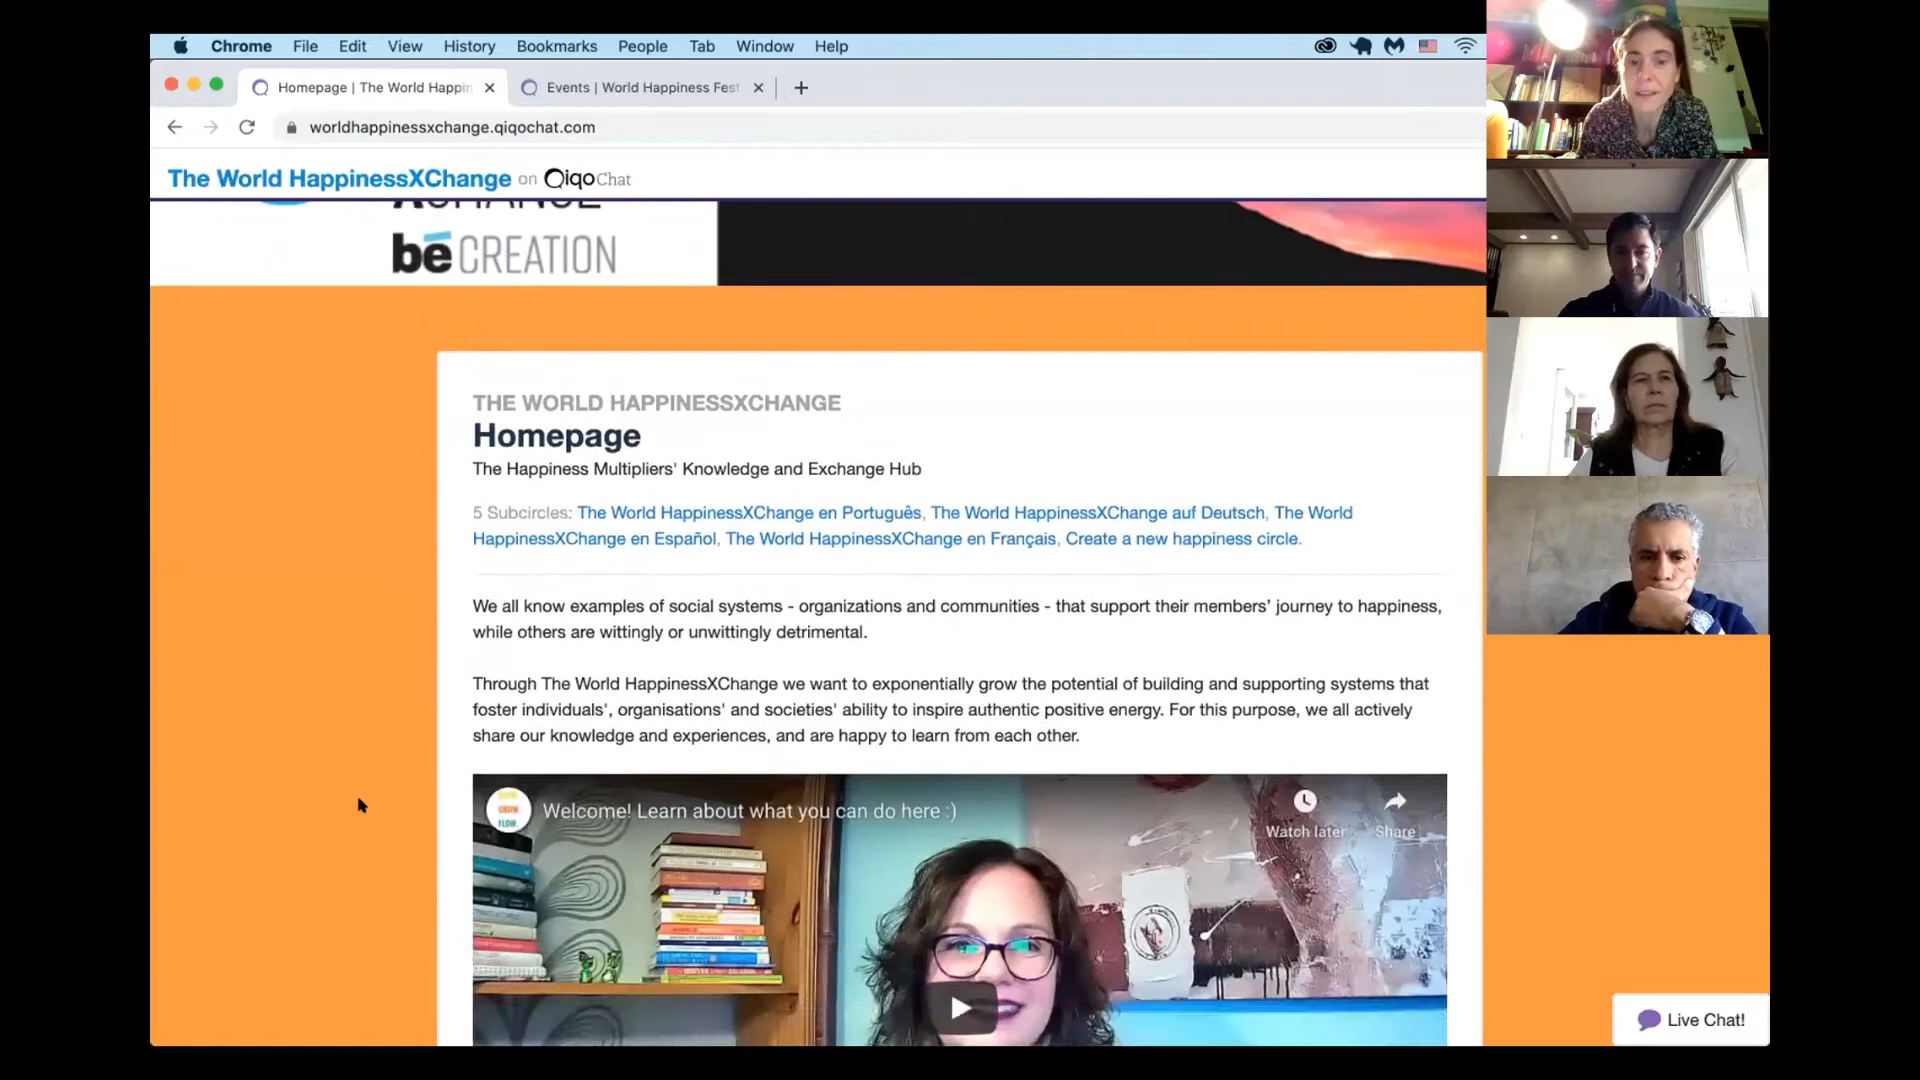 Chrome File Edit View History Bookmarks People Tab Window Help
Homepage | The World Happin
Events | World Happiness Fest
worldhappinessxchange.qiqochat.com
The World HappinessXChange on QiqoChat
XCHANGE
bē CREATION
THE WORLD HAPPINESSXCHANGE
Homepage
The Happiness Multipliers' Knowledge and Exchange Hub
5 Subcircles: The World HappinessXChange en Português, The World HappinessXChange auf Deutsch, The World
HappinessXChange en Español, The World HappinessXChange en Français, Create a new happiness circle.
We all know examples of social systems - organizations and communities - that support their members’ journey to happiness,
while others are wittingly or unwittingly detrimental.
Through The World HappinessXChange we want to exponentially grow the potential of building and supporting systems that
foster individuals', organisations' and societies' ability to inspire authentic positive energy. For this purpose, we all actively
share our knowledge and experiences, and are happy to learn from each other.
GROW.
FLOW.
Welcome! Learn about what you can do here :)
Watch later
Share
Live Chat!